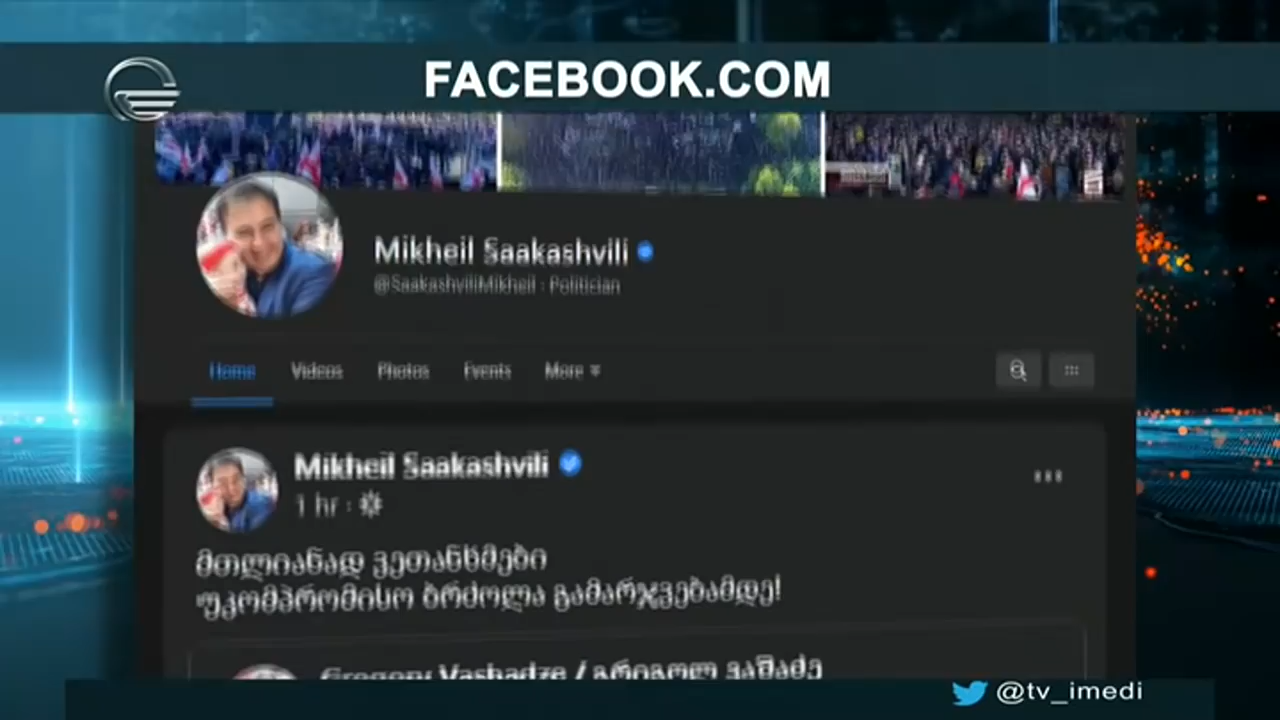 FACEBOOK.COM
Mikheil Saakashvili
@SaakashviliMikheil · Politician
Home Videos Photos Events More
Mikheil Saakashvili
1 hr ·
მთლიანად ვეთანხმები
უკომპრომისო ბრძოლა გამარჯვებამდე!
Gregory Vashadze / გრიგოლ ვაშაძე
@tv_imedi